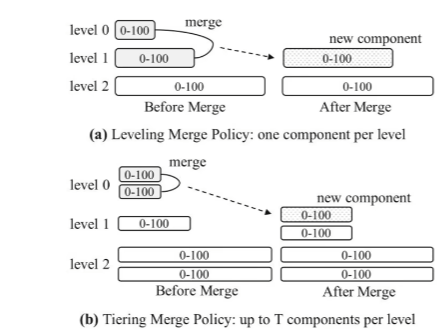 level 0 0-100 merge
new component
level 1 0-100 0-100
level 2 0-100 0-100
Before Merge After Merge
(a) Leveling Merge Policy: one component per level
merge
0-100
level 0
0-100
new component
0-100
level 1 0-100
0-100
0-100 0-100
level 2
0-100 0-100
Before Merge After Merge
(b) Tiering Merge Policy: up to T components per level